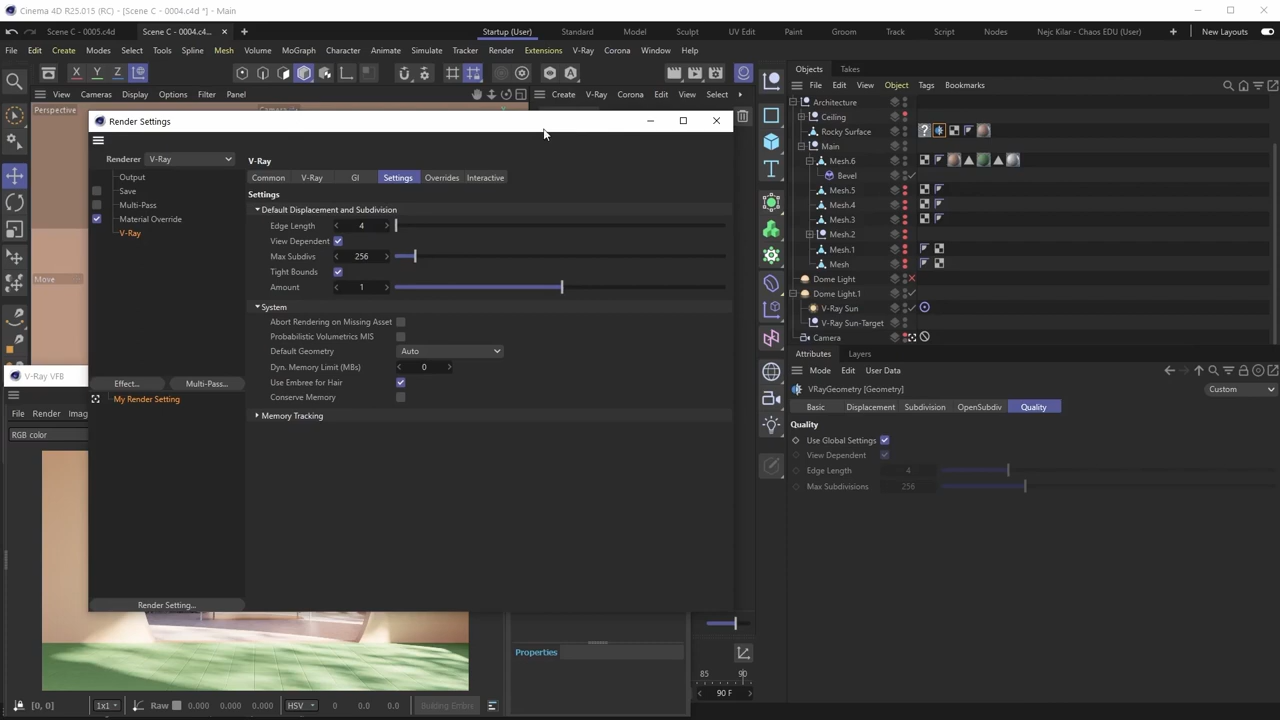 Cinema 4D R25.015 (RC) - [Scene C - 0004.c4d *] - Main
Scene C - 0005.c4d
Scene C - 0004.c4d...
Startup (User)
Standard
Model
Sculpt
UV Edit
Paint
Groom
Track
Script
Nodes
Nejc Kilar - Chaos EDU (User)
New Layouts
File Edit Create Modes Select Tools Spline Mesh Volume MoGraph Character Animate Simulate Tracker Render Extensions V-Ray Corona Window Help
X Y Z
Objects Takes
View Cameras Display Options Filter Panel
Create V-Ray Corona Edit View Select
File Edit View Object Tags Bookmarks
Perspective
Render Settings
Renderer V-Ray
Output
Save
Multi-Pass
Material Override
V-Ray
Effect...
Multi-Pass...
My Render Setting
Render Setting...
V-Ray
Common V-Ray GI Settings Overrides Interactive
Settings
Default Displacement and Subdivision
Edge Length 4
View Dependent
Max Subdivs 256
Tight Bounds
Amount 1
System
Abort Rendering on Missing Asset
Probabilistic Volumetrics MIS
Default Geometry Auto
Dyn. Memory Limit (MBs) 0
Use Embree for Hair
Conserve Memory
Memory Tracking
Move
V-Ray VFB
File Render Imag
RGB color
[0, 0]
1x1
Raw 0.000 0.000 0.000
HSV 0 0.0 0.0
Building Embre
Properties
85 90
90 F
Architecture
Ceiling
Rocky Surface
Main
Mesh.6
Bevel
Mesh.5
Mesh.4
Mesh.3
Mesh.2
Mesh.1
Mesh
Dome Light
Dome Light.1
V-Ray Sun
V-Ray Sun-Target
Camera
Attributes Layers
Mode Edit User Data
VRayGeometry [Geometry]
Custom
Basic Displacement Subdivision OpenSubdiv Quality
Quality
Use Global Settings
View Dependent
Edge Length 4
Max Subdivisions 256